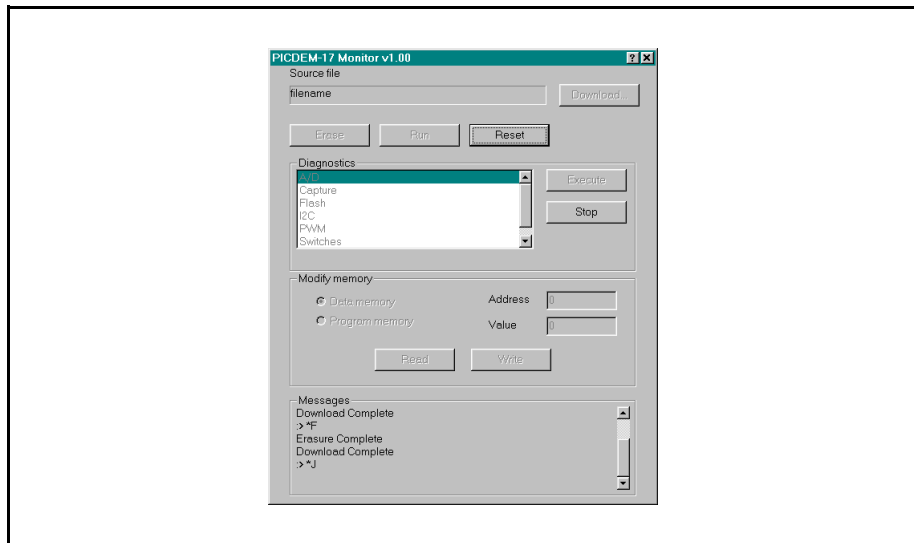 PICDEM-17 Monitor v1.00
Source file
filename
Download...
Erase
Run
Reset
Diagnostics
A/D
Capture
Flash
I2C
PWM
Switches
Execute
Stop
Modify memory
Data memory
Program memory
Address
0
Value
0
Read
Write
Messages
Download Complete
:> *F
Erasure Complete
Download Complete
:> *J